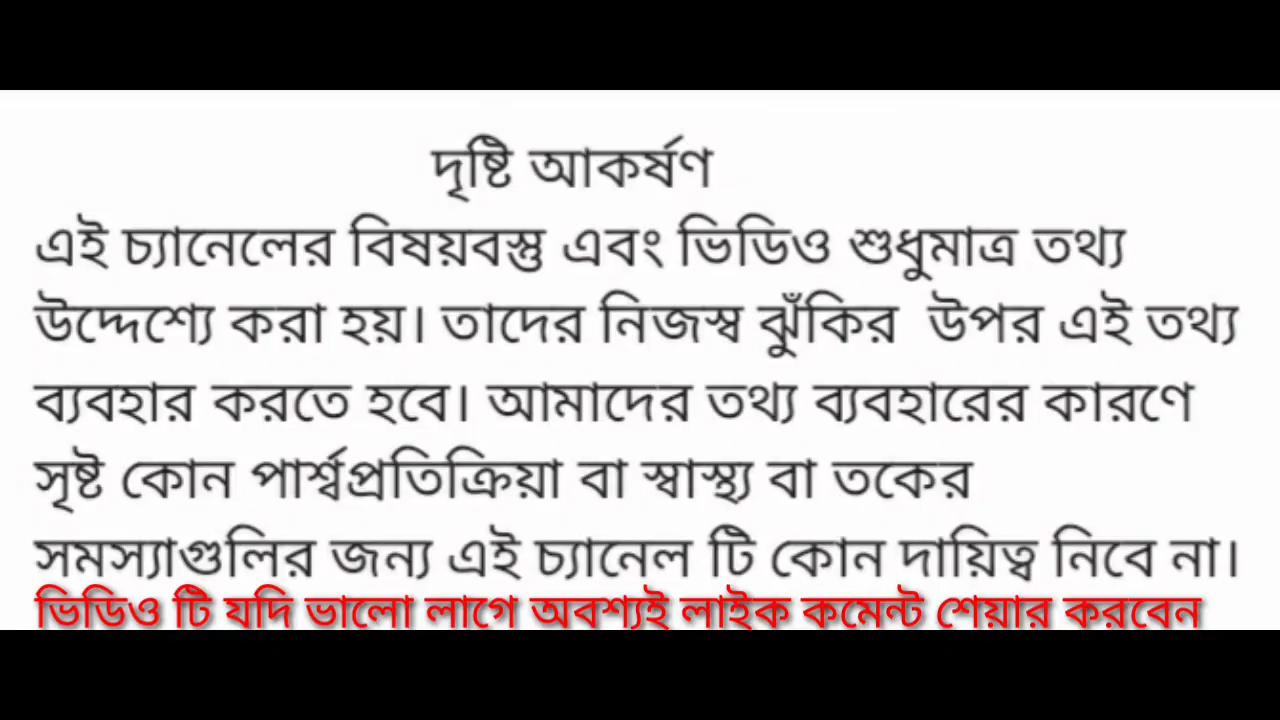 দৃষ্টি আকর্ষণ
এই চ্যানেলের বিষয়বস্তু এবং ভিডিও শুধুমাত্র তথ্য
উদ্দেশ্যে করা হয়। তাদের নিজস্ব ঝুঁকির উপর এই তথ্য
ব্যবহার করতে হবে। আমাদের তথ্য ব্যবহারের কারণে
সৃষ্ট কোন পার্শ্বপ্রতিক্রিয়া বা স্বাস্থ্য বা তকের
সমস্যাগুলির জন্য এই চ্যানেল টি কোন দায়িত্ব নিবে না।
ভিডিও টি যদি ভালো লাগে অবশ্যই লাইক কমেন্ট শেয়ার করবেন